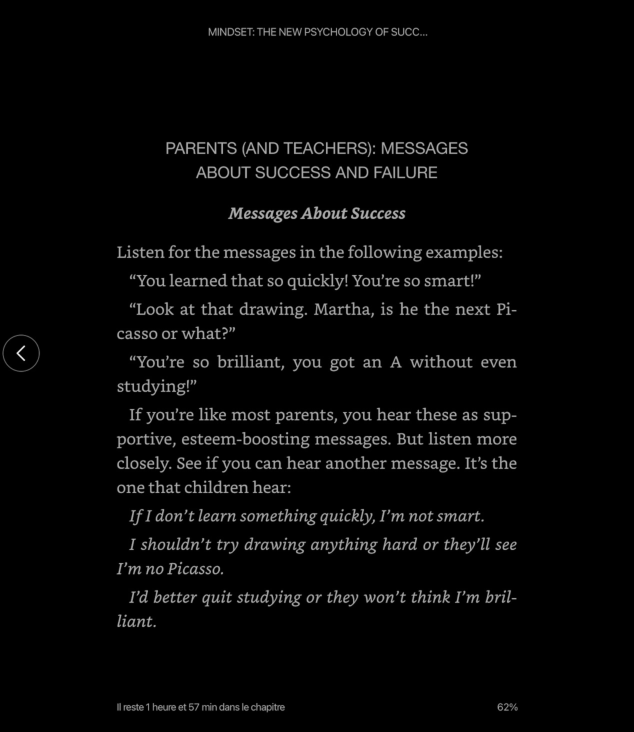 MINDSET: THE NEW PSYCHOLOGY OF SUCC...
PARENTS (AND TEACHERS): MESSAGES
ABOUT SUCCESS AND FAILURE
Messages About Success
Listen for the messages in the following examples:
“You learned that so quickly! You’re so smart!”
“Look at that drawing. Martha, is he the next Pi-
casso or what?”
“You’re so brilliant, you got an A without even
studying!”
If you’re like most parents, you hear these as sup-
portive, esteem-boosting messages. But listen more
closely. See if you can hear another message. It’s the
one that children hear:
If I don’t learn something quickly, I’m not smart.
I shouldn’t try drawing anything hard or they’ll see
I’m no Picasso.
I’d better quit studying or they won’t think I’m bril-
liant.
Il reste 1 heure et 57 min dans le chapitre
62%